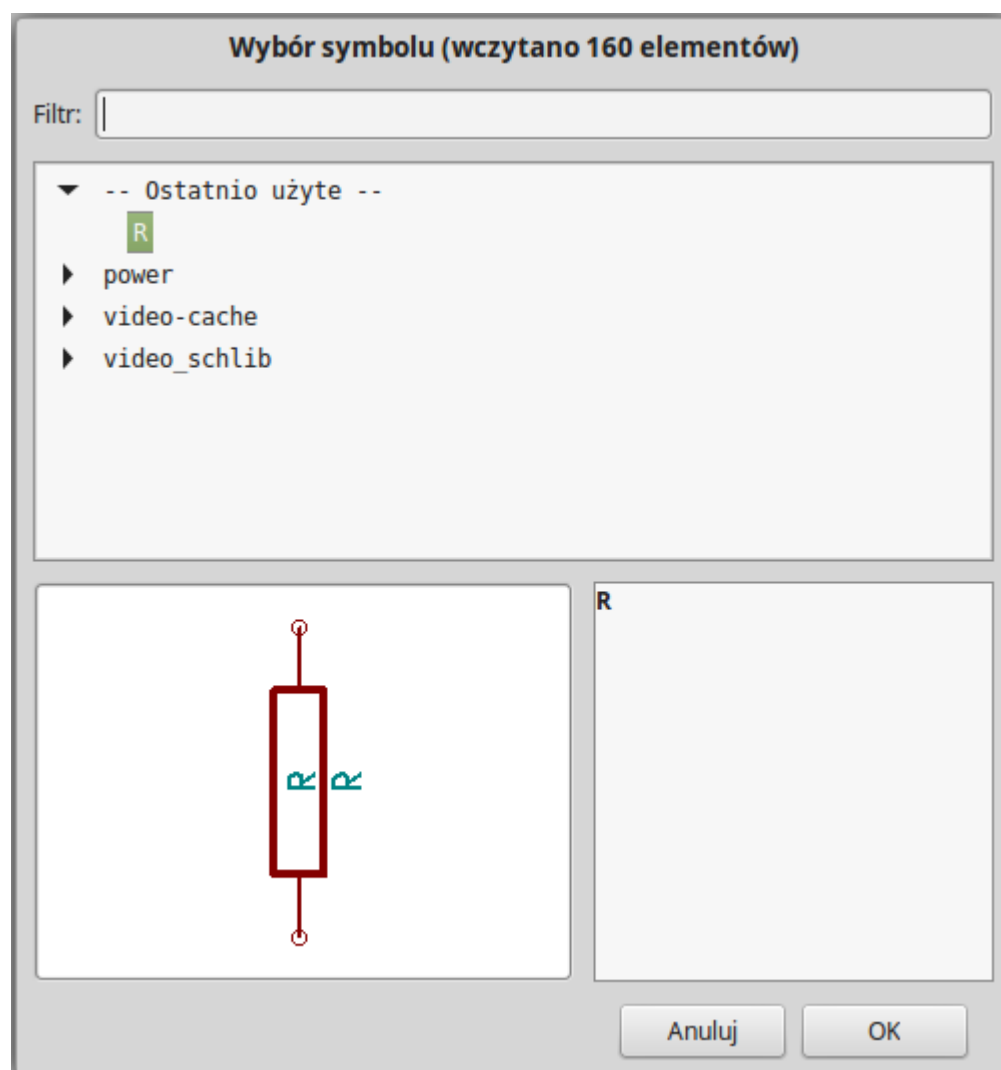 Wybór symbolu (wczytano 160 elementów)
Filtr:
-- Ostatnio użyte --
R
power
video-cache
video_schlib
R R
R
Anuluj OK